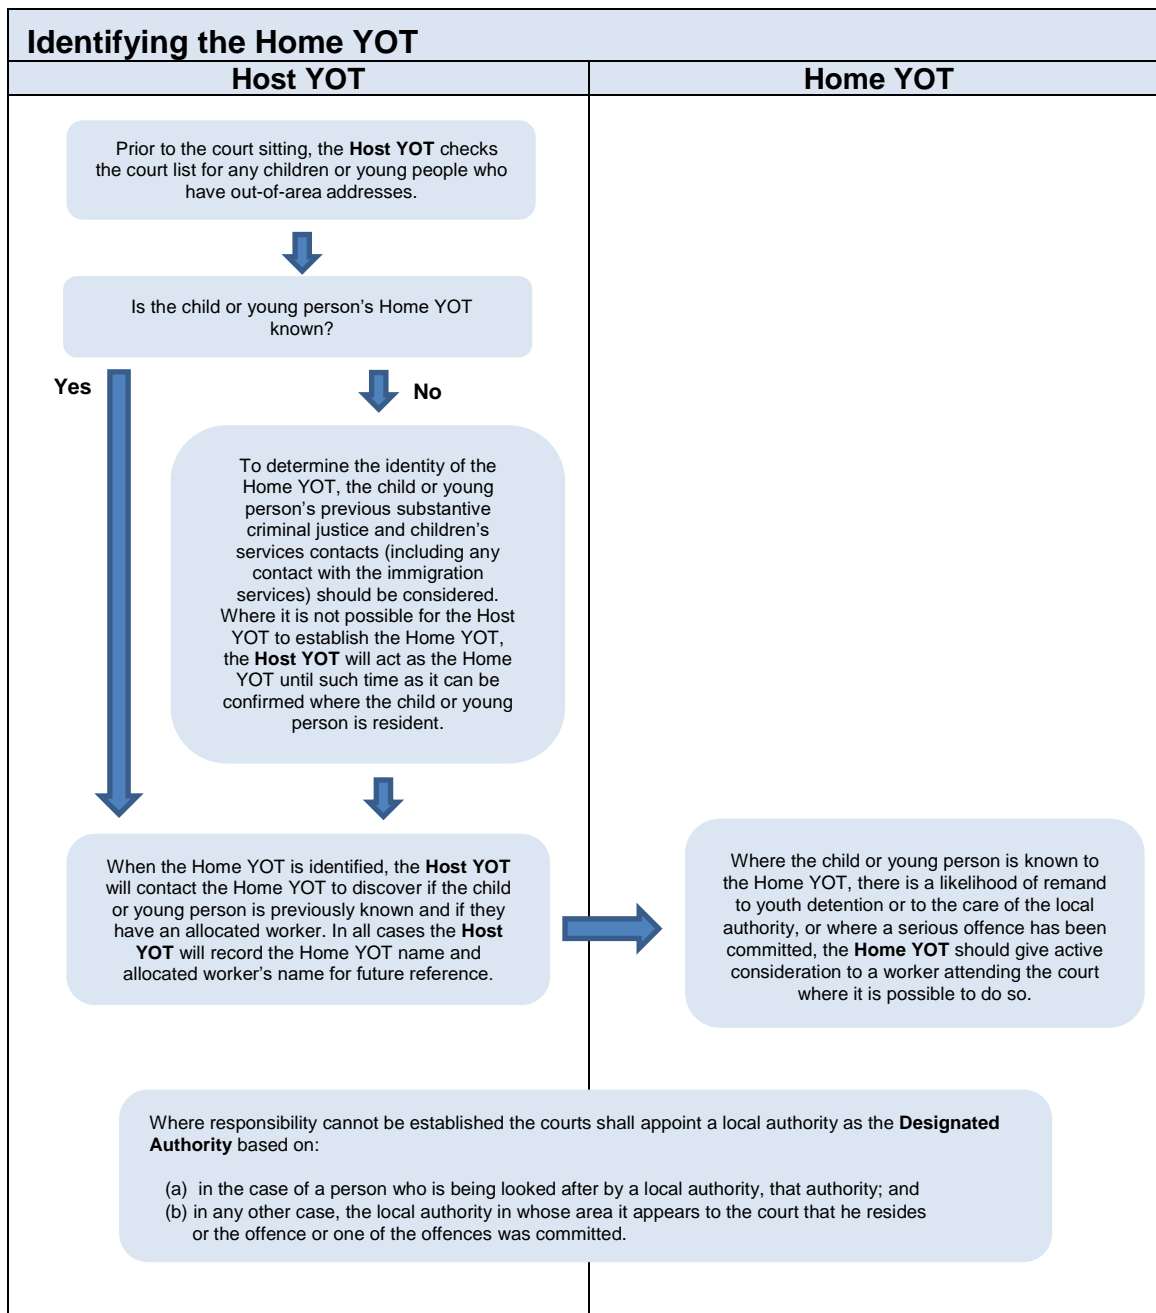 Identifying the Home YOT
Host YOT
Home YOT
Prior to the court sitting, the Host YOT checks
the court list for any children or young people who
have out-of-area addresses.
Is the child or young person’s Home YOT
known?
Yes
No
To determine the identity of the
Home YOT, the child or young
person’s previous substantive
criminal justice and children’s
services contacts (including any
contact with the immigration
services) should be considered.
Where it is not possible for the Host
YOT to establish the Home YOT,
the Host YOT will act as the Home
YOT until such time as it can be
confirmed where the child or young
person is resident.
When the Home YOT is identified, the Host YOT
will contact the Home YOT to discover if the child
or young person is previously known and if they
have an allocated worker. In all cases the Host
YOT will record the Home YOT name and
allocated worker’s name for future reference.
Where the child or young person is known to
the Home YOT, there is a likelihood of remand
to youth detention or to the care of the local
authority, or where a serious offence has been
committed, the Home YOT should give active
consideration to a worker attending the court
where it is possible to do so.
Where responsibility cannot be established the courts shall appoint a local authority as the Designated
Authority based on:
(a) in the case of a person who is being looked after by a local authority, that authority; and
(b) in any other case, the local authority in whose area it appears to the court that he resides
or the offence or one of the offences was committed.